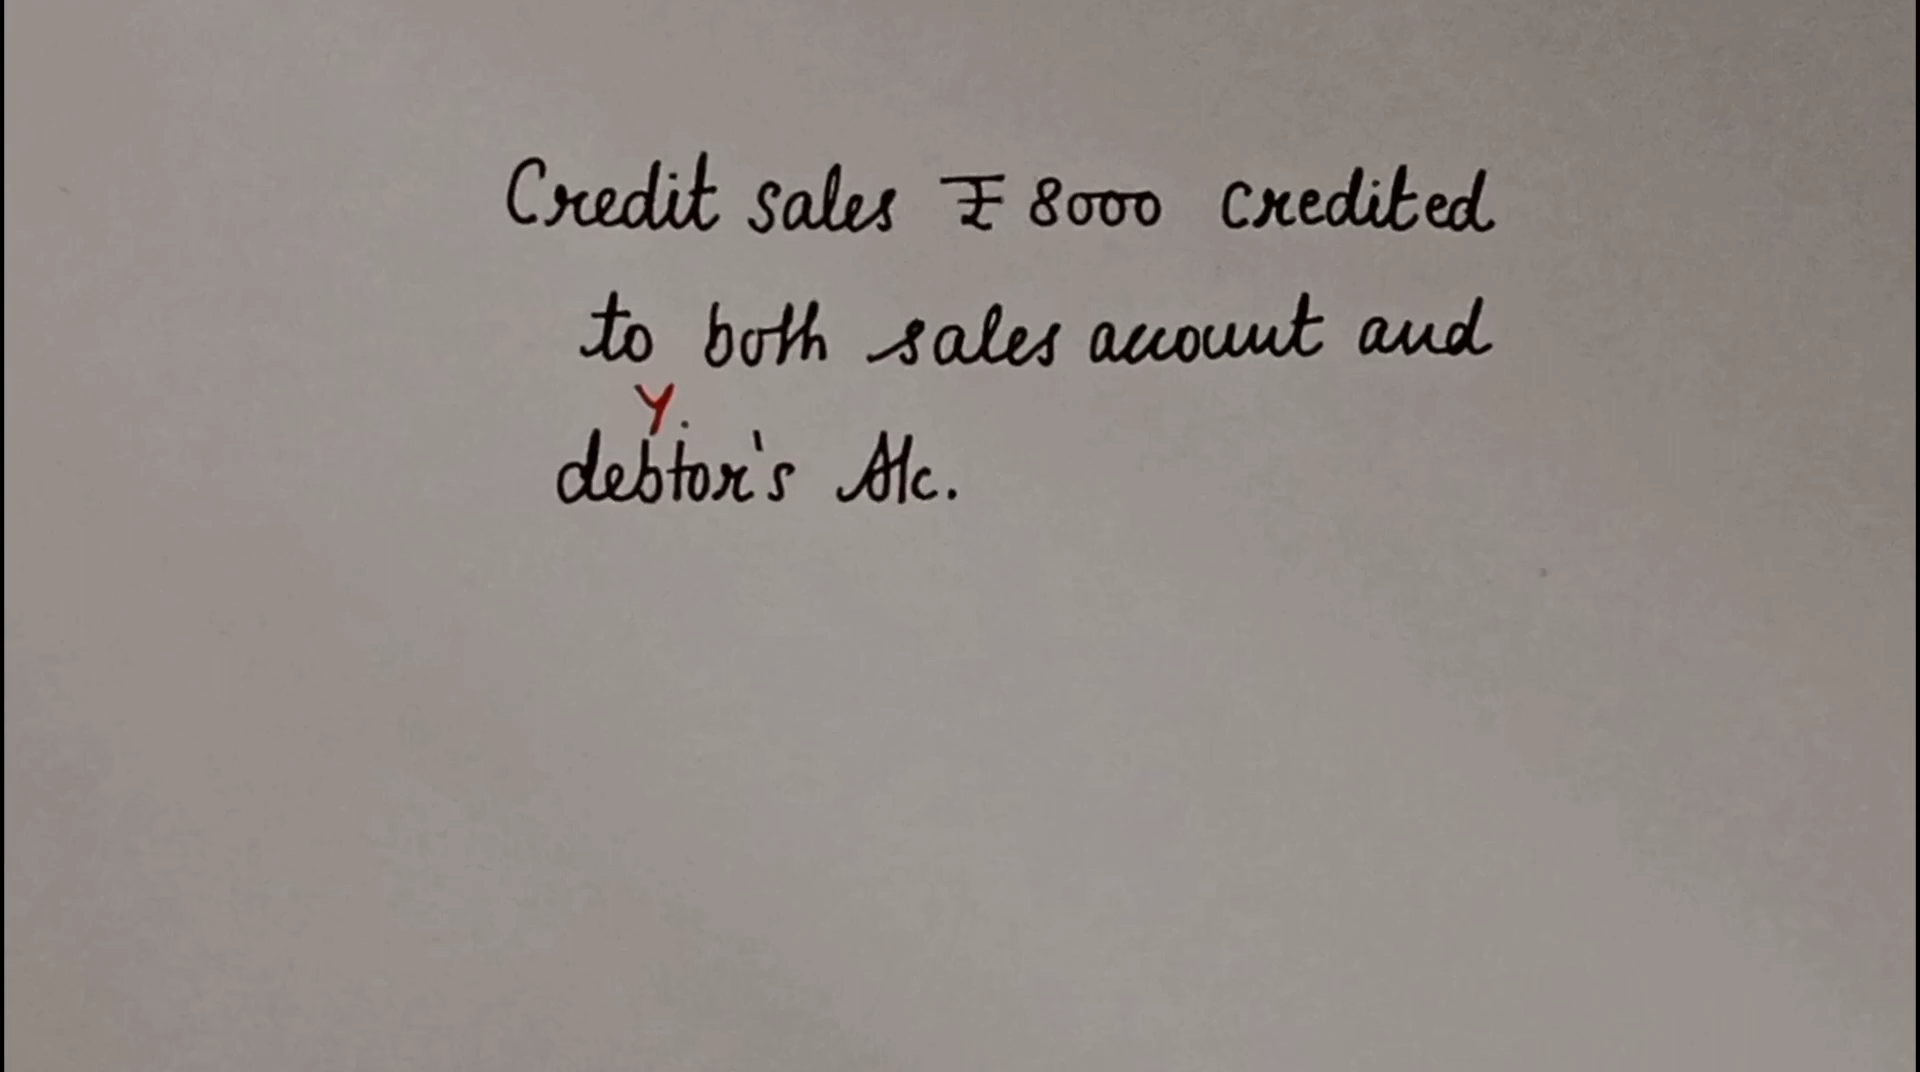 Credit sales ₹ 8000 credited
to both sales account and
Y
debtor's A/c.